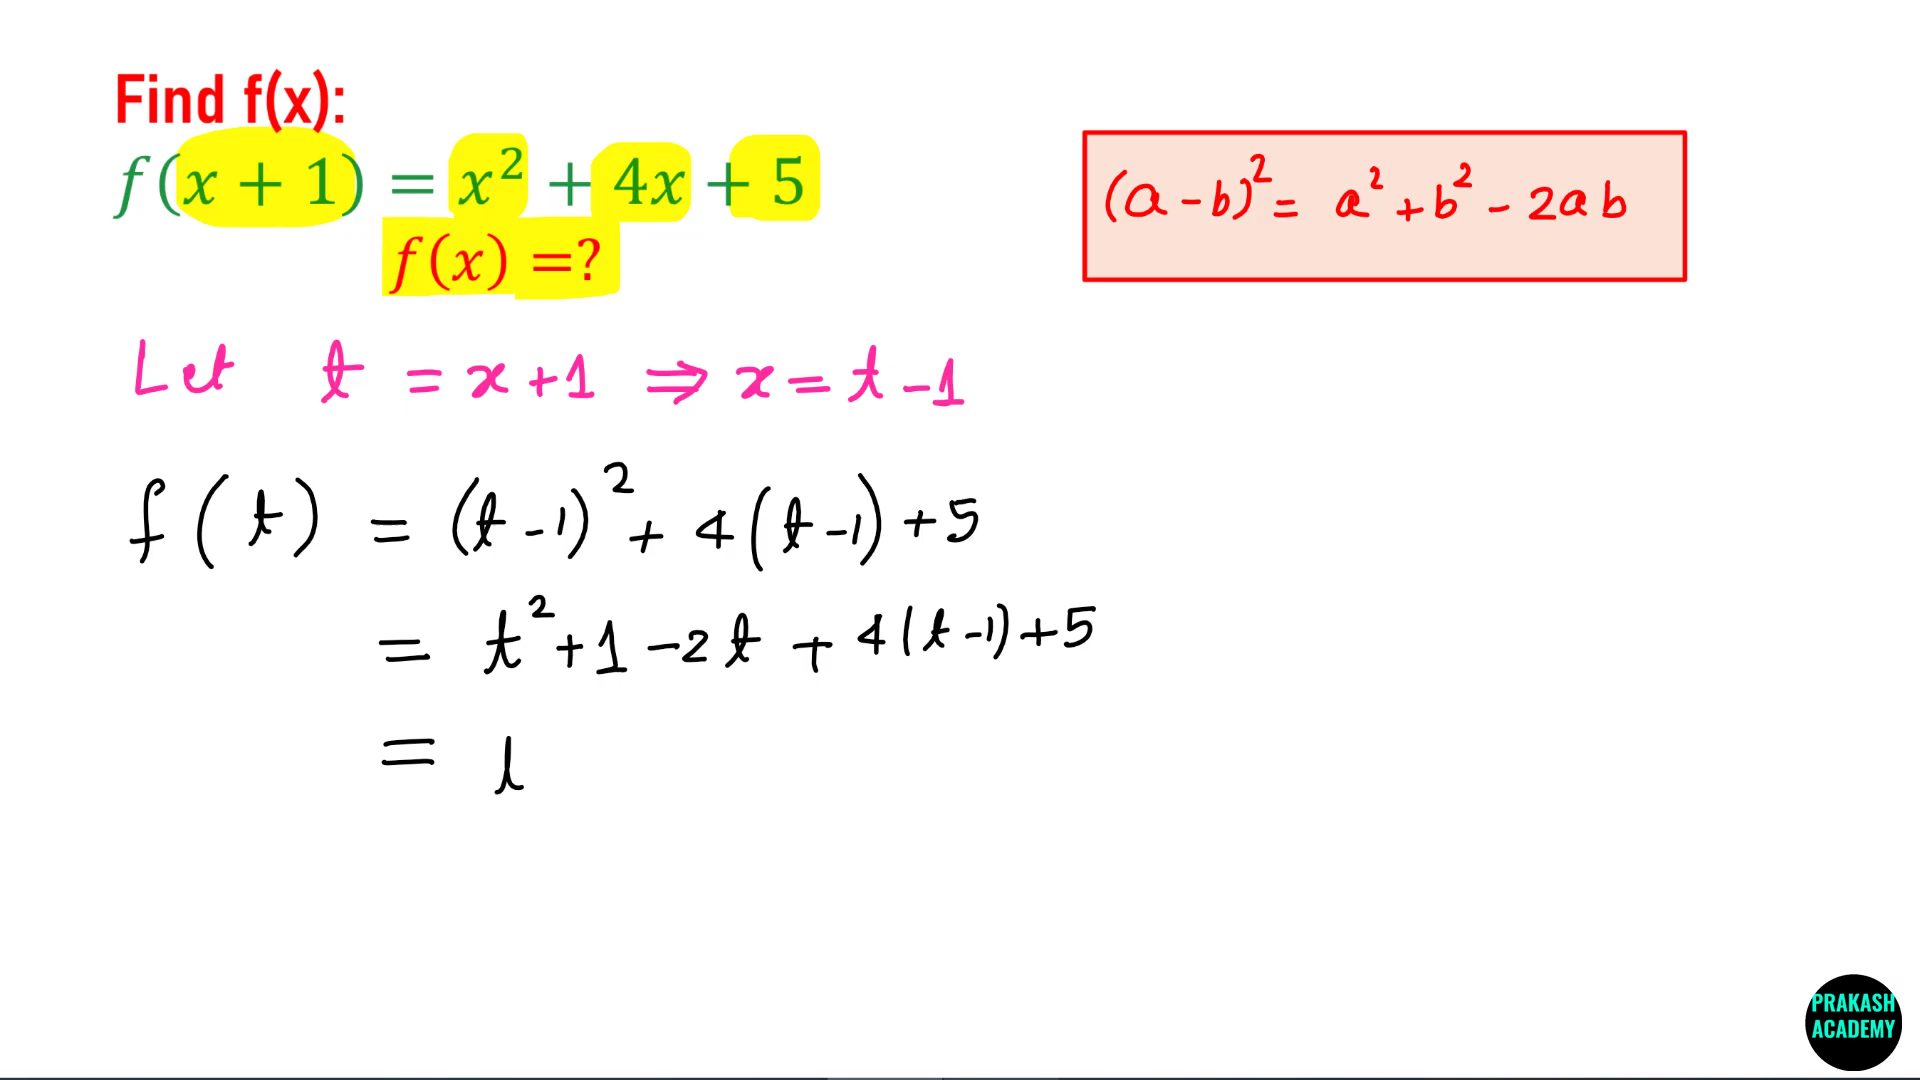 Find f(x):
f(x + 1) = x² + 4x + 5
f(x) =?
(a - b)² = a² + b² - 2ab
Let t = x + 1 ⇒ x = t - 1
f(t) = (t - 1)² + 4(t - 1) + 5
= t² + 1 - 2t + 4(t - 1) + 5
=
PRAKASH
ACADEMY